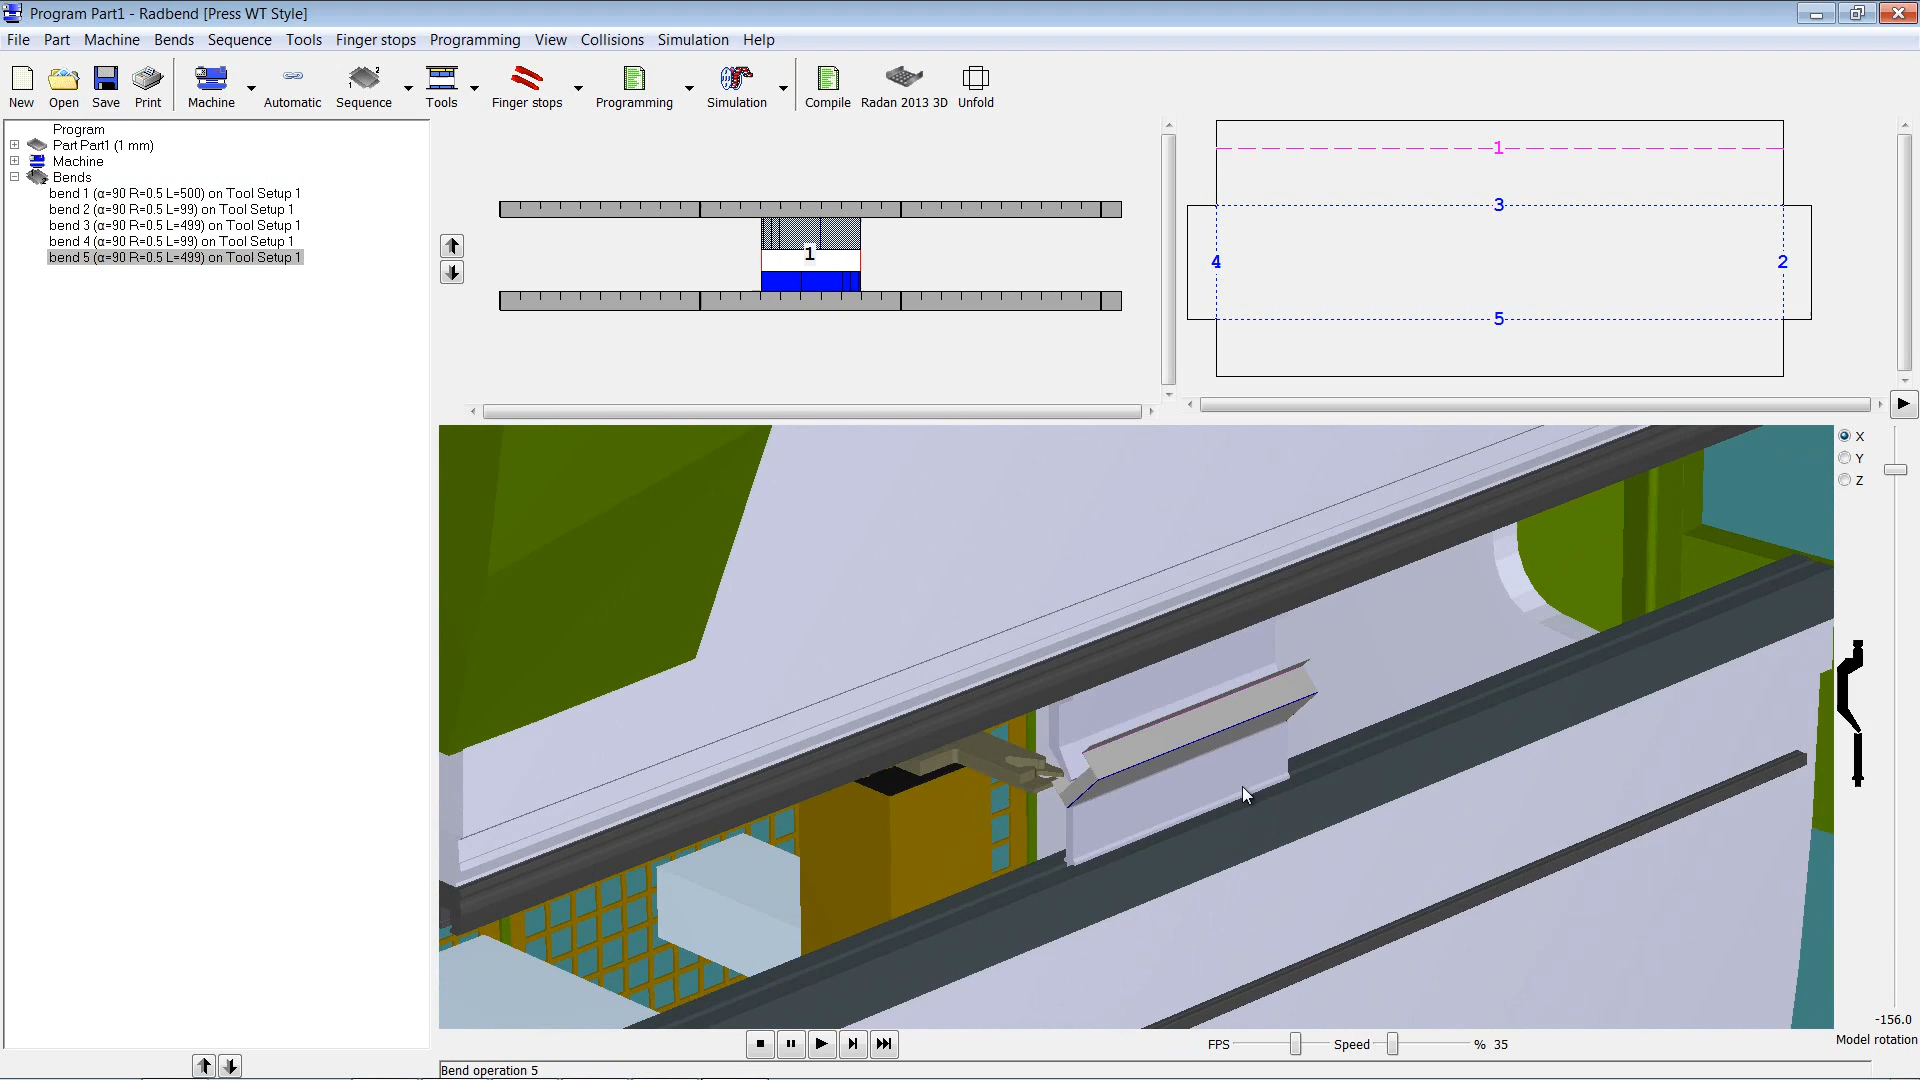 Program Part1 - Radbend [Press WT Style]
File Part Machine Bends Sequence Tools Finger stops Programming View Collisions Simulation Help
New Open Save Print Machine Automatic Sequence Tools Finger stops Programming Simulation Compile Radan 2013 3D Unfold
Program
Part Part1 (1 mm)
Machine
Bends
bend 1 (α=90 R=0.5 L=500) on Tool Setup 1
bend 2 (α=90 R=0.5 L=99) on Tool Setup 1
bend 3 (α=90 R=0.5 L=499) on Tool Setup 1
bend 4 (α=90 R=0.5 L=99) on Tool Setup 1
bend 5 (α=90 R=0.5 L=499) on Tool Setup 1
1
1
3
4 2
5
X
Y
Z
-156.0
Model rotation
FPS Speed % 35
Bend operation 5